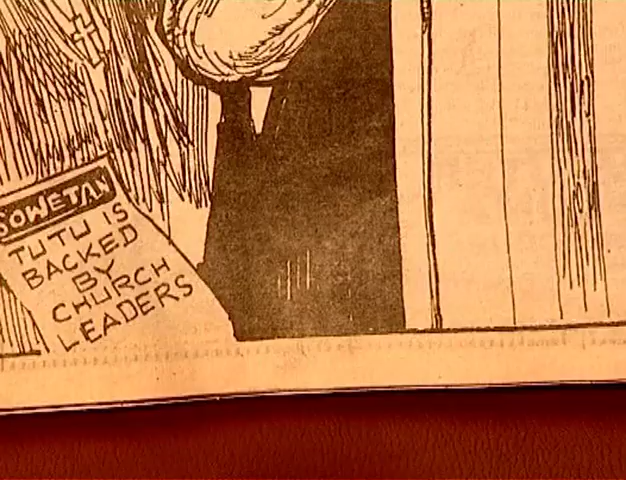 SOWETAN
TUTU IS
BACKED
BY
CHURCH
LEADERS